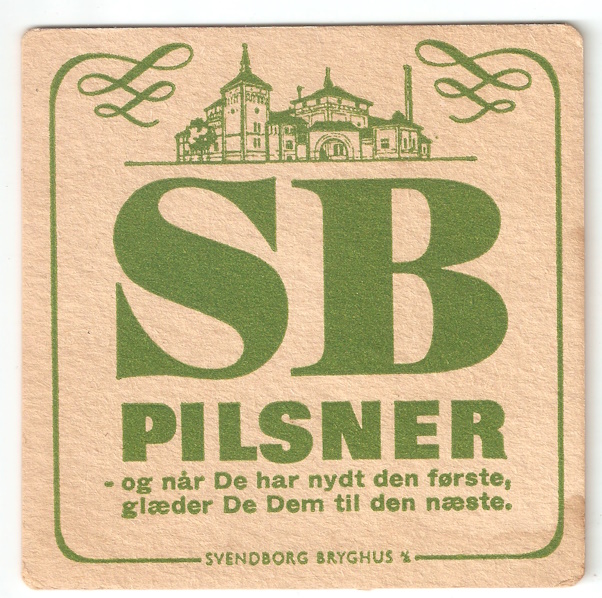 SB
PILSNER
- og når De har nydt den første,
glæder De Dem til den næste.
SVENDBORG BRYGHUS A/S